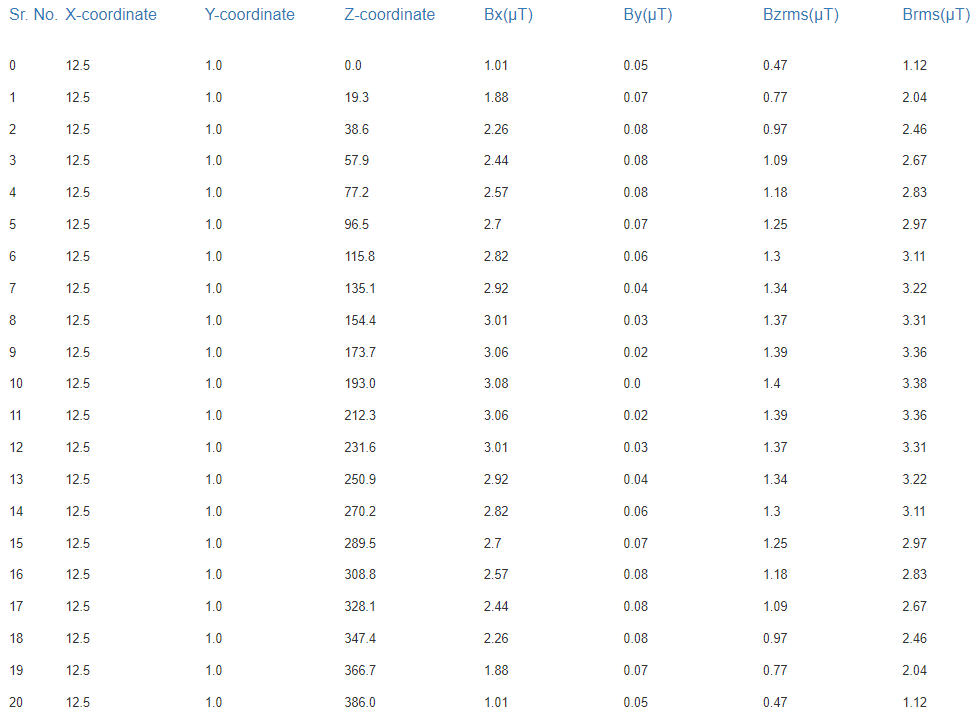 Sr. No. X-coordinate Y-coordinate Z-coordinate Bx(µT) By(µT) Bzrms(µT) Brms(µT)
0 12.5 1.0 0.0 1.01 0.05 0.47 1.12
1 12.5 1.0 19.3 1.88 0.07 0.77 2.04
2 12.5 1.0 38.6 2.26 0.08 0.97 2.46
3 12.5 1.0 57.9 2.44 0.08 1.09 2.67
4 12.5 1.0 77.2 2.57 0.08 1.18 2.83
5 12.5 1.0 96.5 2.7 0.07 1.25 2.97
6 12.5 1.0 115.8 2.82 0.06 1.3 3.11
7 12.5 1.0 135.1 2.92 0.04 1.34 3.22
8 12.5 1.0 154.4 3.01 0.03 1.37 3.31
9 12.5 1.0 173.7 3.06 0.02 1.39 3.36
10 12.5 1.0 193.0 3.08 0.0 1.4 3.38
11 12.5 1.0 212.3 3.06 0.02 1.39 3.36
12 12.5 1.0 231.6 3.01 0.03 1.37 3.31
13 12.5 1.0 250.9 2.92 0.04 1.34 3.22
14 12.5 1.0 270.2 2.82 0.06 1.3 3.11
15 12.5 1.0 289.5 2.7 0.07 1.25 2.97
16 12.5 1.0 308.8 2.57 0.08 1.18 2.83
17 12.5 1.0 328.1 2.44 0.08 1.09 2.67
18 12.5 1.0 347.4 2.26 0.08 0.97 2.46
19 12.5 1.0 366.7 1.88 0.07 0.77 2.04
20 12.5 1.0 386.0 1.01 0.05 0.47 1.12